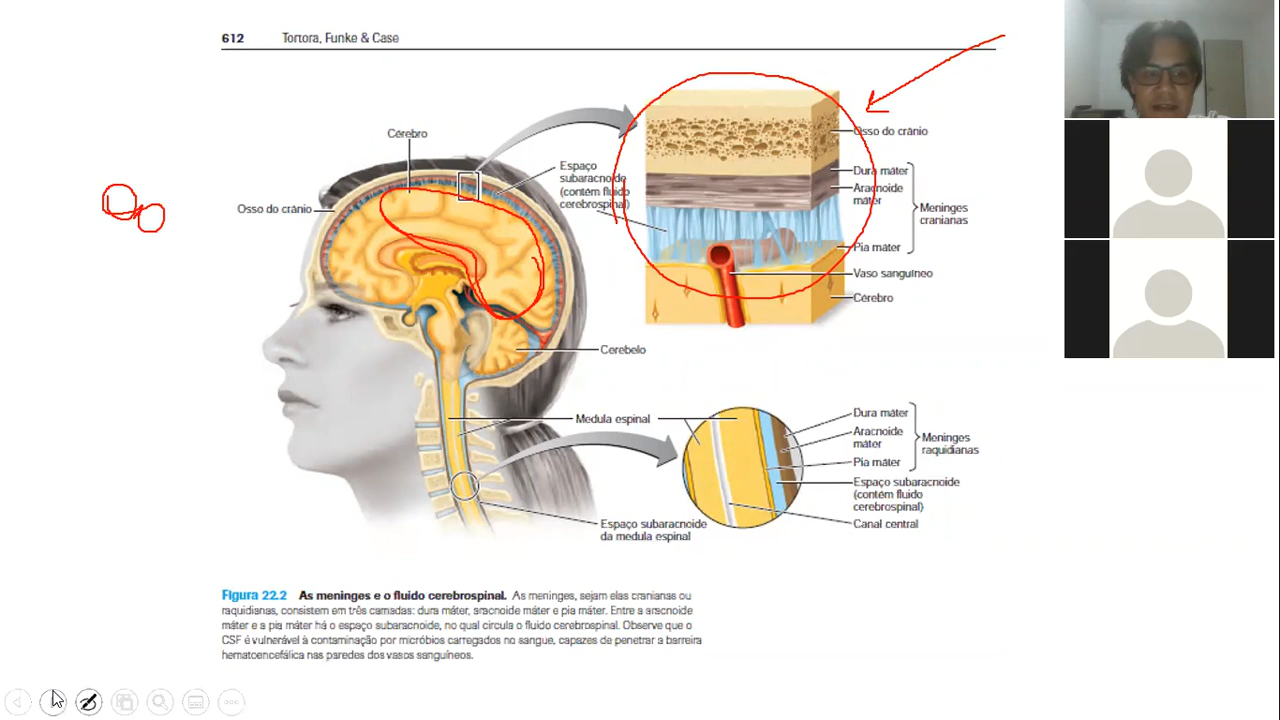 612 Tortora, Funke & Case
Cérebro
Osso do crânio
Espaço
subaracnoide
(contém fluido
cerebrospinal)
Osso do crânio
Dura máter
Aracnoide
máter
Pia máter
Meninges
cranianas
Vaso sanguíneo
Cérebro
Cerebelo
Medula espinal
Dura máter
Aracnoide
máter
Pia máter
Meninges
raquidianas
Espaço subaracnoide
(contém fluido
cerebrospinal)
Canal central
Espaço subaracnoide
da medula espinal
Figura 22.2 As meninges e o fluido cerebrospinal. As meninges, sejam elas cranianas ou
raquidianas, consistem em três camadas: dura máter, aracnoide máter e pia máter. Entre a aracnoide
máter e a pia máter há o espaço subaracnoide, no qual circula o fluido cerebrospinal. Observe que o
CSF é vulnerável à contaminação por micróbios carregados no sangue, capazes de penetrar a barreira
hematoencefálica nas paredes dos vasos sanguíneos.